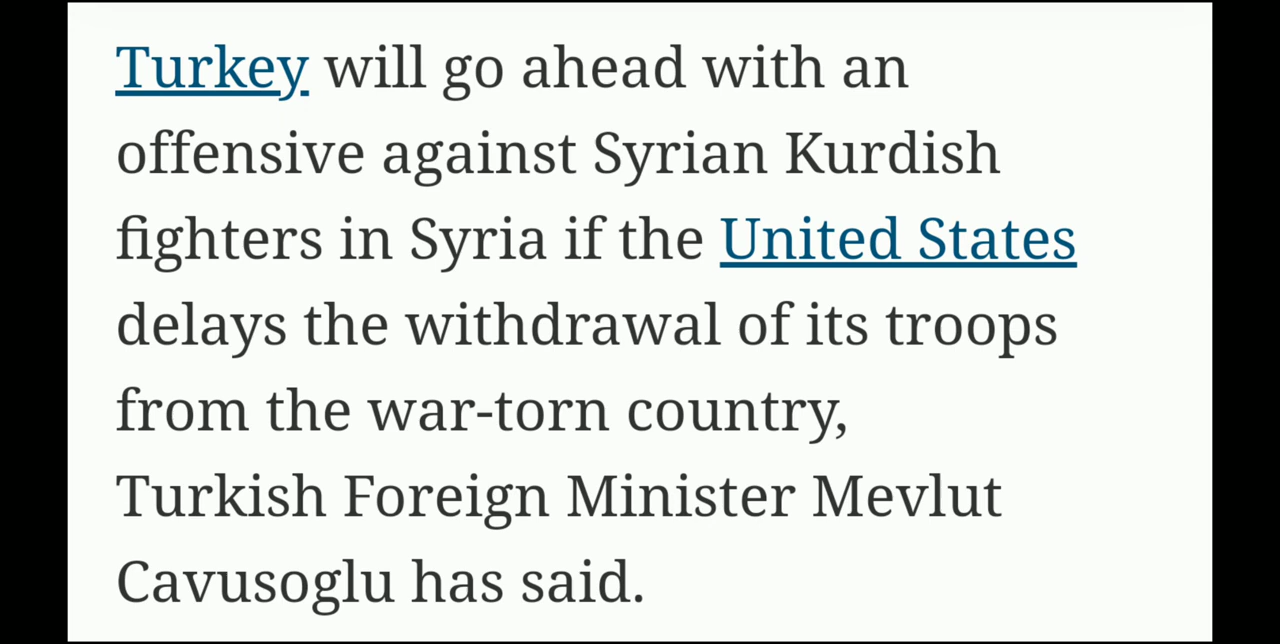 Turkey will go ahead with an
offensive against Syrian Kurdish
fighters in Syria if the United States
delays the withdrawal of its troops
from the war-torn country,
Turkish Foreign Minister Mevlut
Cavusoglu has said.